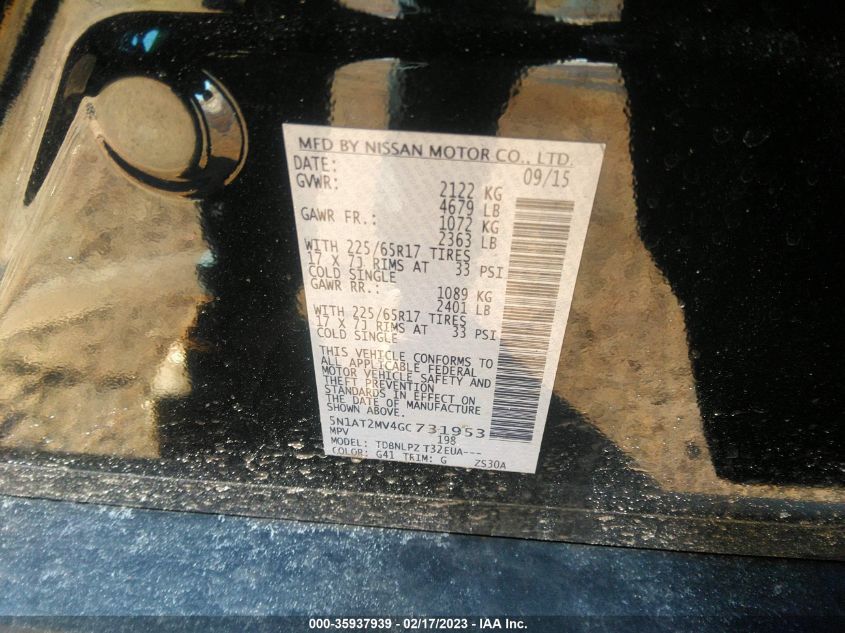 MFD BY NISSAN MOTOR CO., LTD.
DATE: 09/15
GVWR: 2122 KG
4679 LB
GAWR FR.: 1072 KG
2363 LB
WITH 225/65R17 TIRES
17 X 7J RIMS AT 33 PSI
COLD SINGLE
GAWR RR.: 1089 KG
2401 LB
WITH 225/65R17 TIRES
17 X 7J RIMS AT 33 PSI
COLD SINGLE
THIS VEHICLE CONFORMS TO
ALL APPLICABLE FEDERAL
MOTOR VEHICLE SAFETY AND
THEFT PREVENTION
STANDARDS IN EFFECT ON
THE DATE OF MANUFACTURE
SHOWN ABOVE.
5N1AT2MV4GC731953
MPV 198
MODEL: TDBNLPZ T32EUA---
COLOR: G41 TRIM: G ZS30A
000-35937939 - 02/17/2023 - IAA Inc.